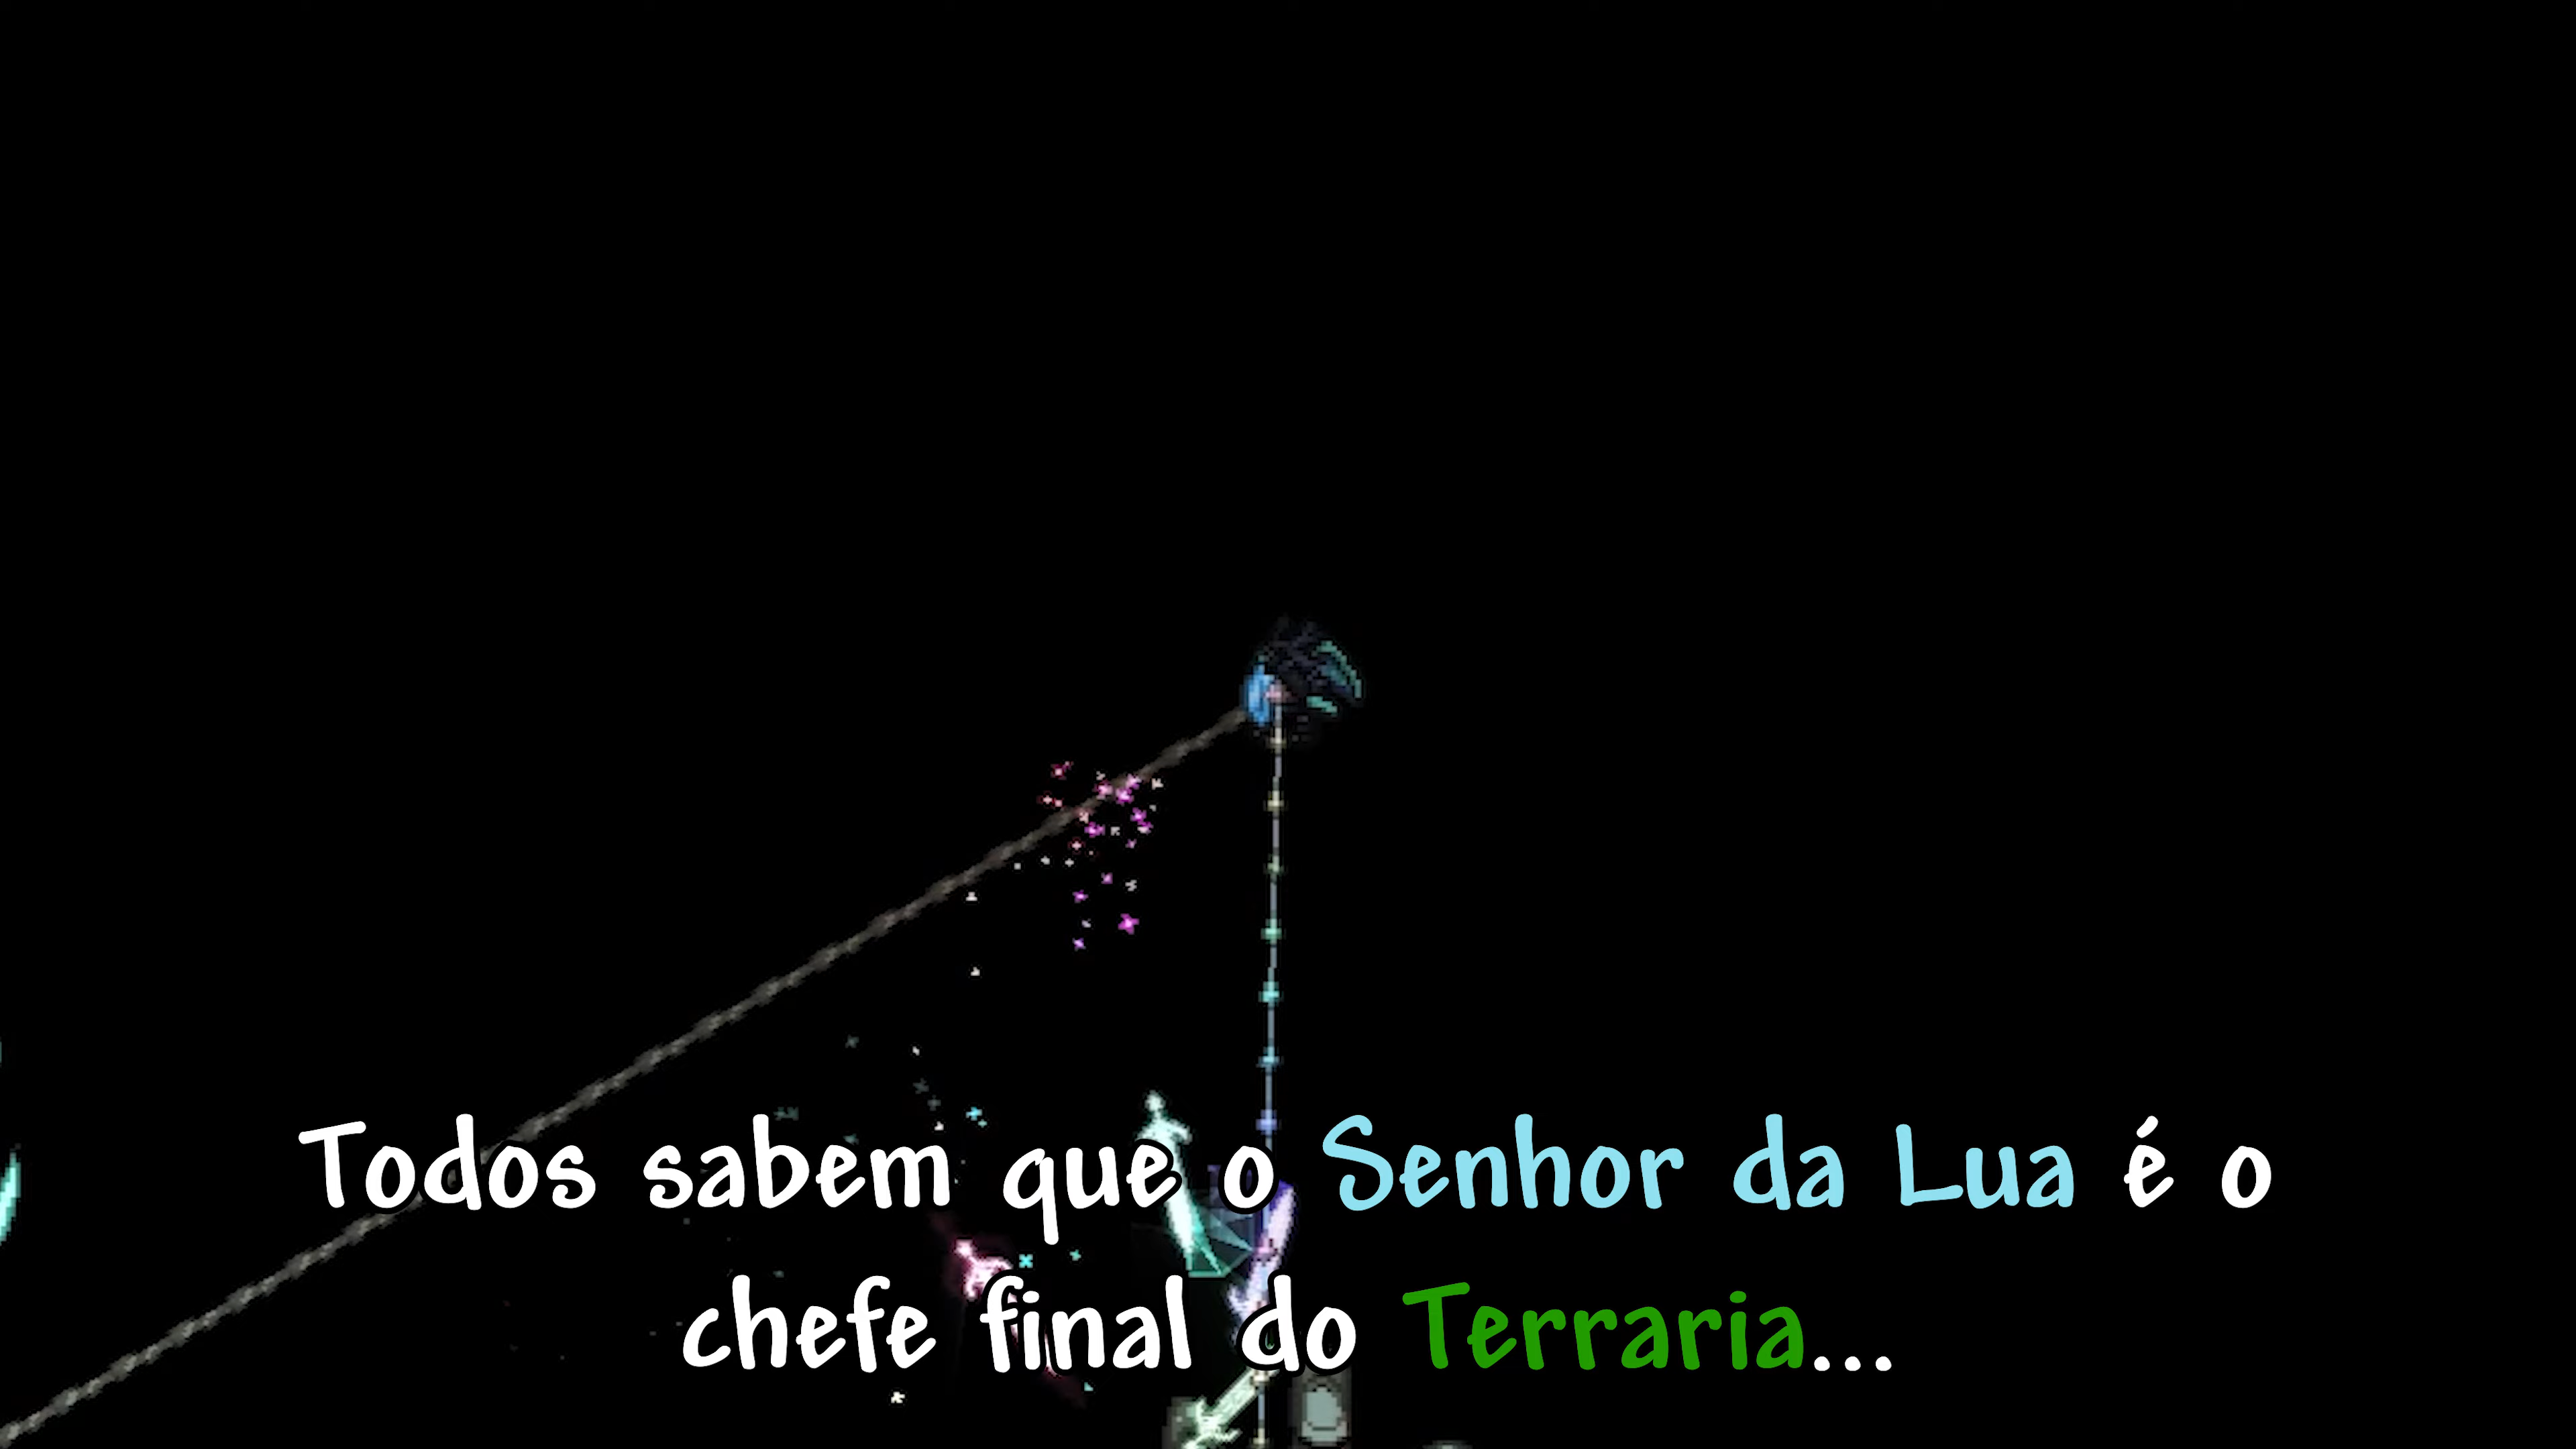 Todos sabem que o Senhor da Lua é o
chefe final do Terraria...